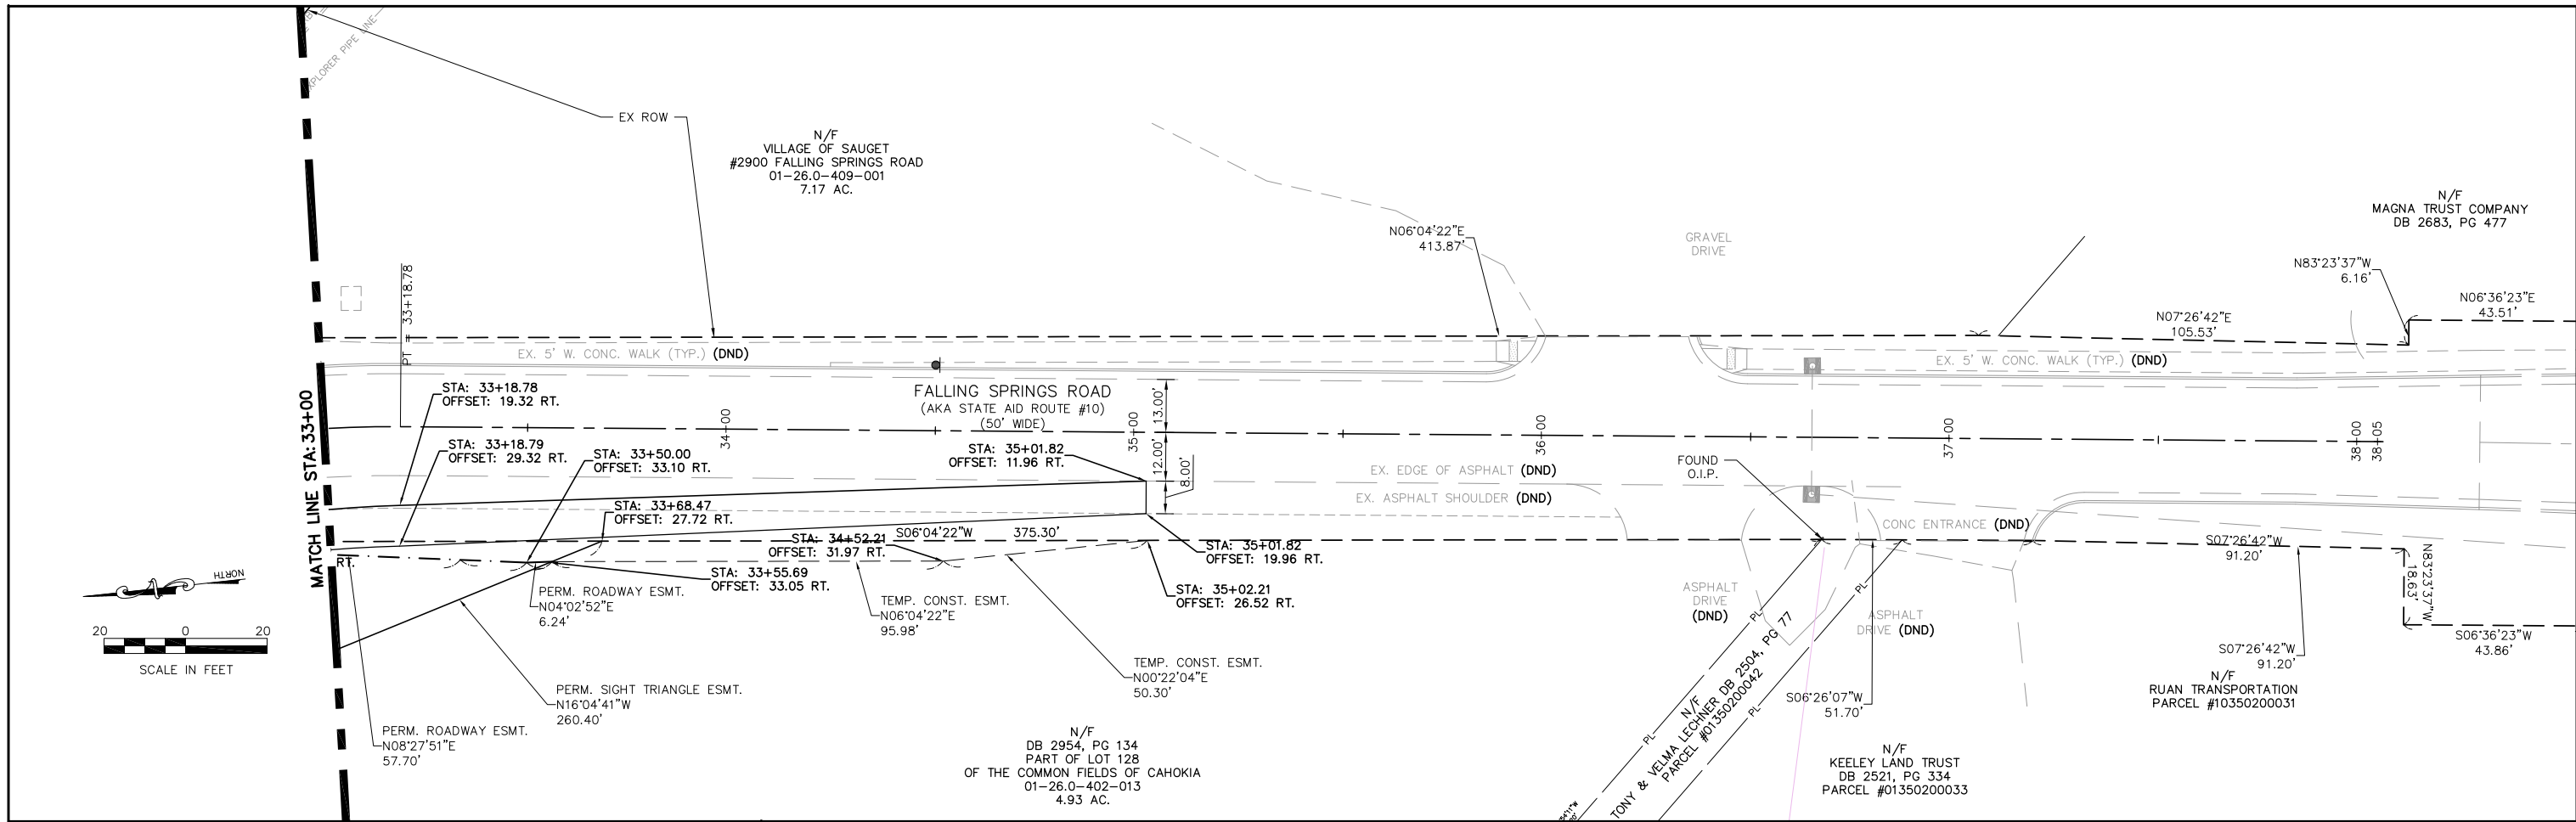 EXPLORER PIPE LINE
EX ROW
N/F
VILLAGE OF SAUGET
#2900 FALLING SPRINGS ROAD
01-26.0-409-001
7.17 AC.
N06°04'22"E
413.87'
GRAVEL
DRIVE
N/F
MAGNA TRUST COMPANY
DB 2683, PG 477
N83°23'37"W
6.16'
N06°36'23"E
43.51'
N07°26'42"E
105.53'
PT = 33+18.78
EX. 5' W. CONC. WALK (TYP.) (DND)
EX. 5' W. CONC. WALK (TYP.) (DND)
STA: 33+18.78
OFFSET: 19.32 RT.
FALLING SPRINGS ROAD
(AKA STATE AID ROUTE #10)
(50' WIDE)
13.00'
12.00'
8.00'
34+00
35+00
36+00
37+00
38+00
38+05
MATCH LINE STA:33+00
STA: 33+18.79
OFFSET: 29.32 RT.
STA: 33+50.00
OFFSET: 33.10 RT.
STA: 35+01.82
OFFSET: 11.96 RT.
EX. EDGE OF ASPHALT (DND)
FOUND
O.I.P.
EX. ASPHALT SHOULDER (DND)
STA: 33+68.47
OFFSET: 27.72 RT.
CONC ENTRANCE (DND)
S06°04'22"W 375.30'
STA: 34+52.21
OFFSET: 31.97 RT.
STA: 35+01.82
OFFSET: 19.96 RT.
S07°26'42"W
91.20'
N83°23'37"W
18.63'
RT.
STA: 33+55.69
OFFSET: 33.05 RT.
STA: 35+02.21
OFFSET: 26.52 RT.
NORTH
PERM. ROADWAY ESMT.
N04°02'52"E
6.24'
TEMP. CONST. ESMT.
N06°04'22"E
95.98'
ASPHALT
DRIVE
(DND)
ASPHALT
DRIVE (DND)
20 0 20
SCALE IN FEET
S06°36'23"W
43.86'
S07°26'42"W
91.20'
TEMP. CONST. ESMT.
N00°22'04"E
50.30'
PERM. SIGHT TRIANGLE ESMT.
N16°04'41"W
260.40'
N/F
RUAN TRANSPORTATION
PARCEL #10350200031
S06°26'07"W
51.70'
PL
PL
PL
PL
N/F
TONY & VELMA LECHNER DB 2504, PG 77
PARCEL #01350200042
PERM. ROADWAY ESMT.
N08°27'51"E
57.70'
N/F
DB 2954, PG 134
PART OF LOT 128
OF THE COMMON FIELDS OF CAHOKIA
01-26.0-402-013
4.93 AC.
N/F
KEELEY LAND TRUST
DB 2521, PG 334
PARCEL #01350200033